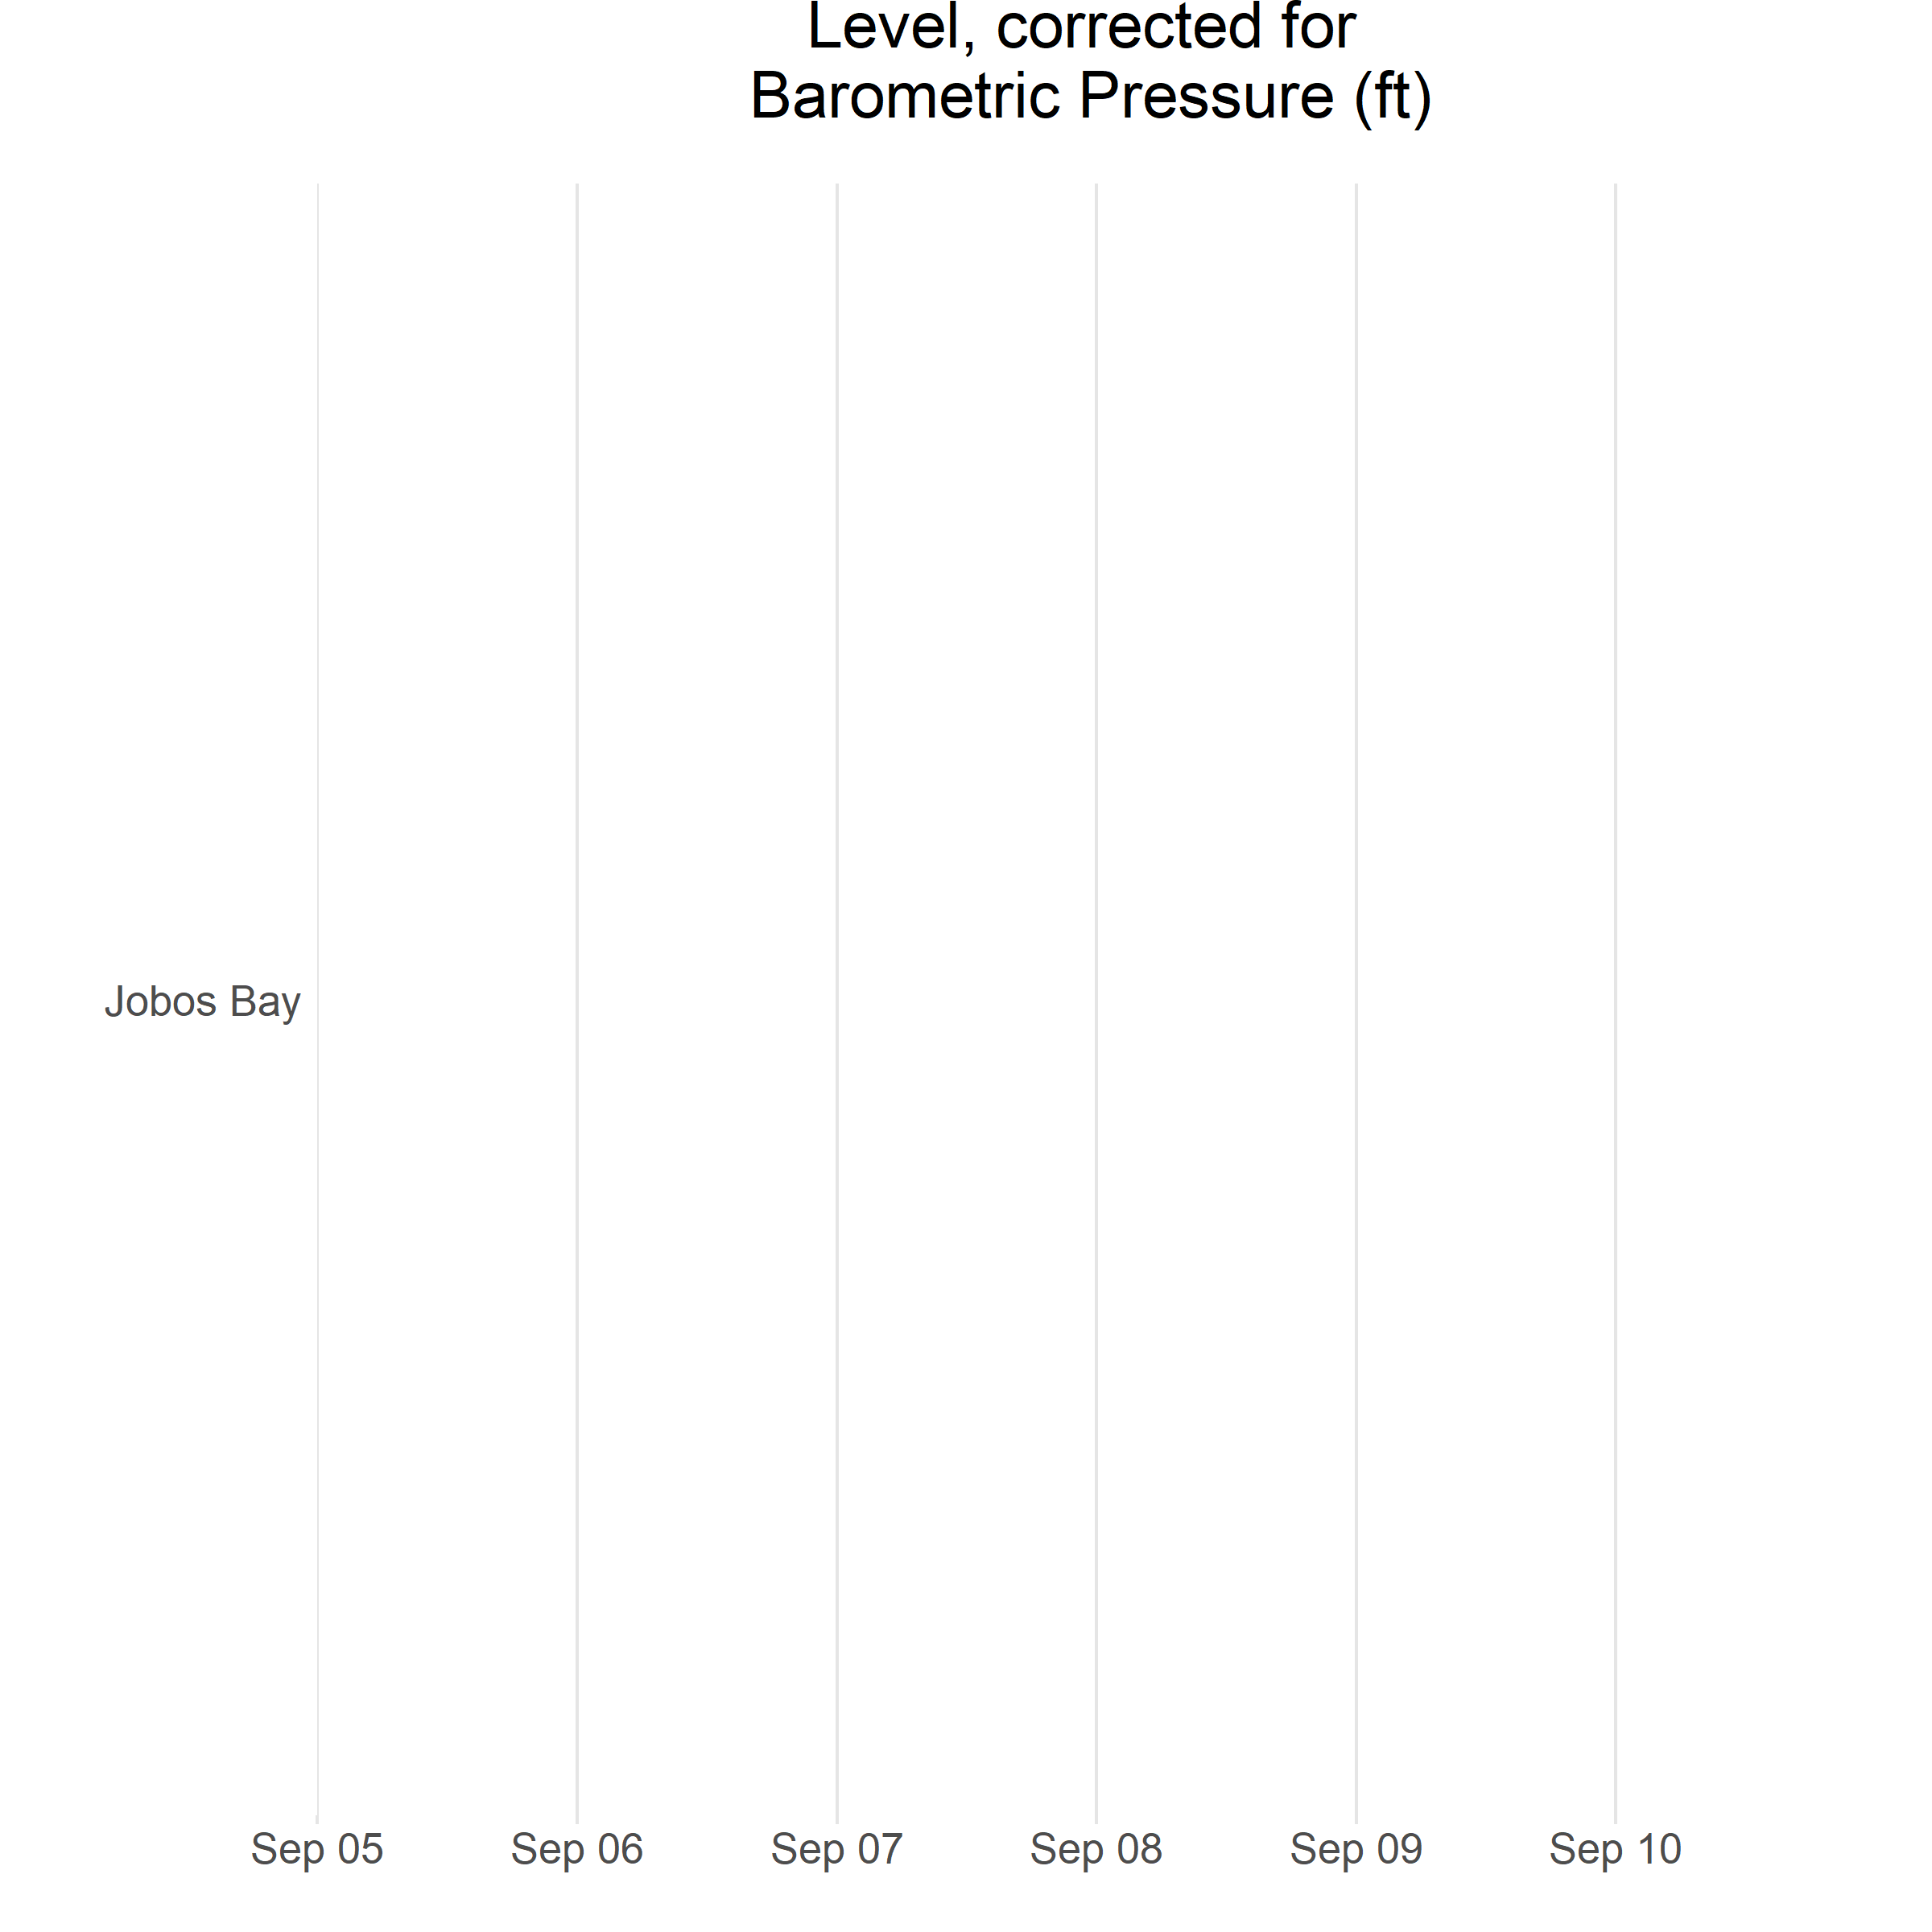 Level, corrected for
Barometric Pressure (ft)
Jobos Bay
Sep 05 Sep 06 Sep 07 Sep 08 Sep 09 Sep 10